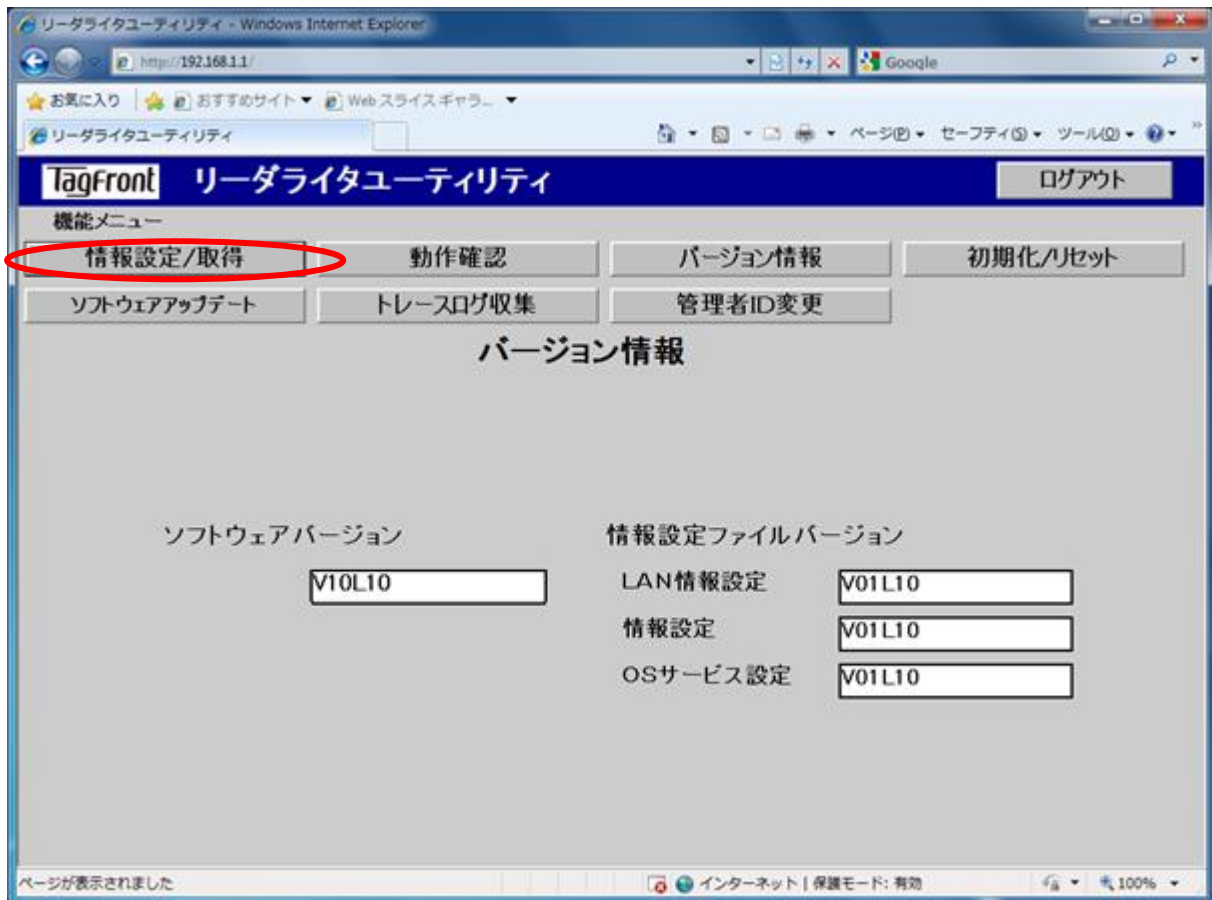 リーダライタユーティリティ - Windows Internet Explorer
http://192.168.1.1/
Google
お気に入り おすすめサイト Web スライス ギャラ...
リーダライタユーティリティ
ページ(P) セーフティ(S) ツール(O)
TagFront リーダライタユーティリティ ログアウト
機能メニュー
情報設定/取得 動作確認 バージョン情報 初期化/リセット
ソフトウェアアップデート トレースログ収集 管理者ID変更
バージョン情報
ソフトウェアバージョン 情報設定ファイルバージョン
V10L10 LAN情報設定 V01L10
情報設定 V01L10
OSサービス設定 V01L10
ページが表示されました インターネット | 保護モード: 有効 100%